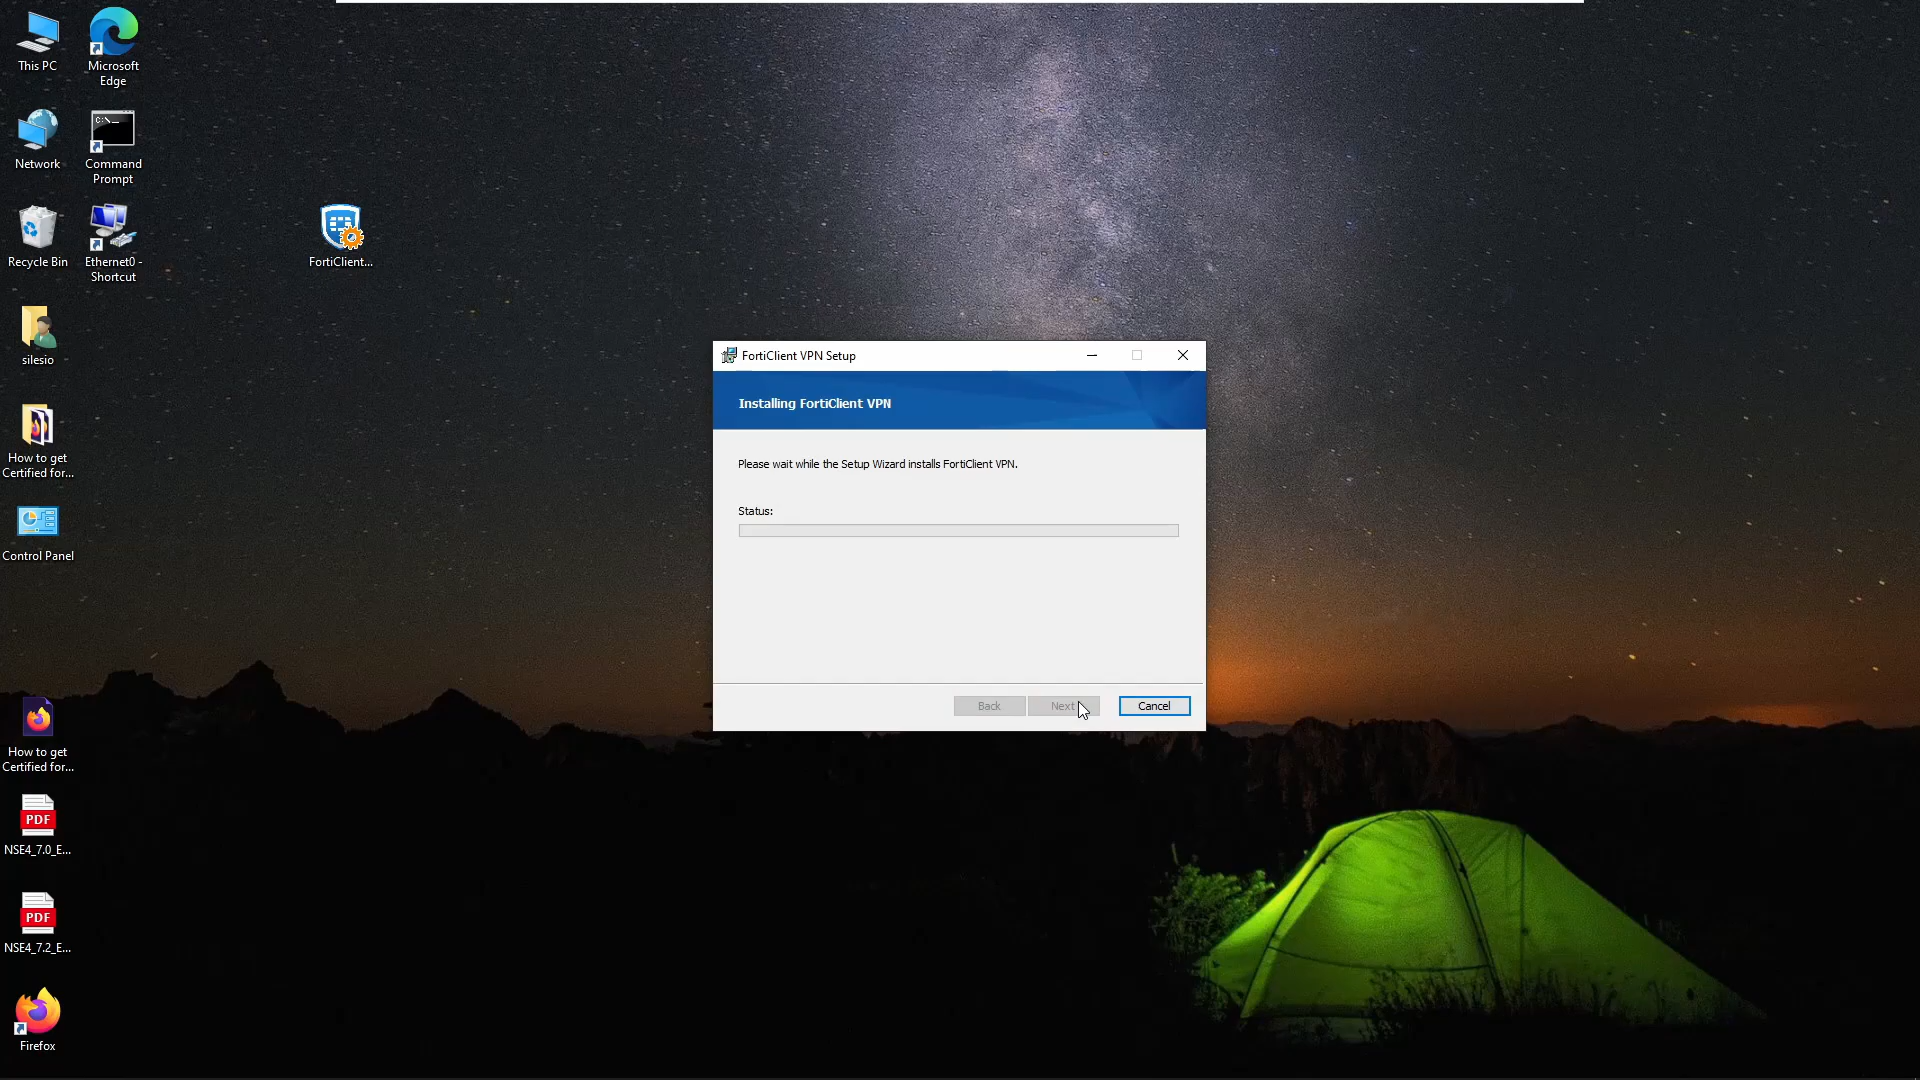 This PC
Microsoft
Edge
Network
Command
Prompt
Recycle Bin
Ethernet0 -
Shortcut
FortiClient...
silesio
How to get
Certified for...
Control Panel
How to get
Certified for...
PDF
NSE4_7.0_E...
PDF
NSE4_7.2_E...
Firefox
FortiClient VPN Setup
Installing FortiClient VPN
Please wait while the Setup Wizard installs FortiClient VPN.
Status:
Back
Next
Cancel